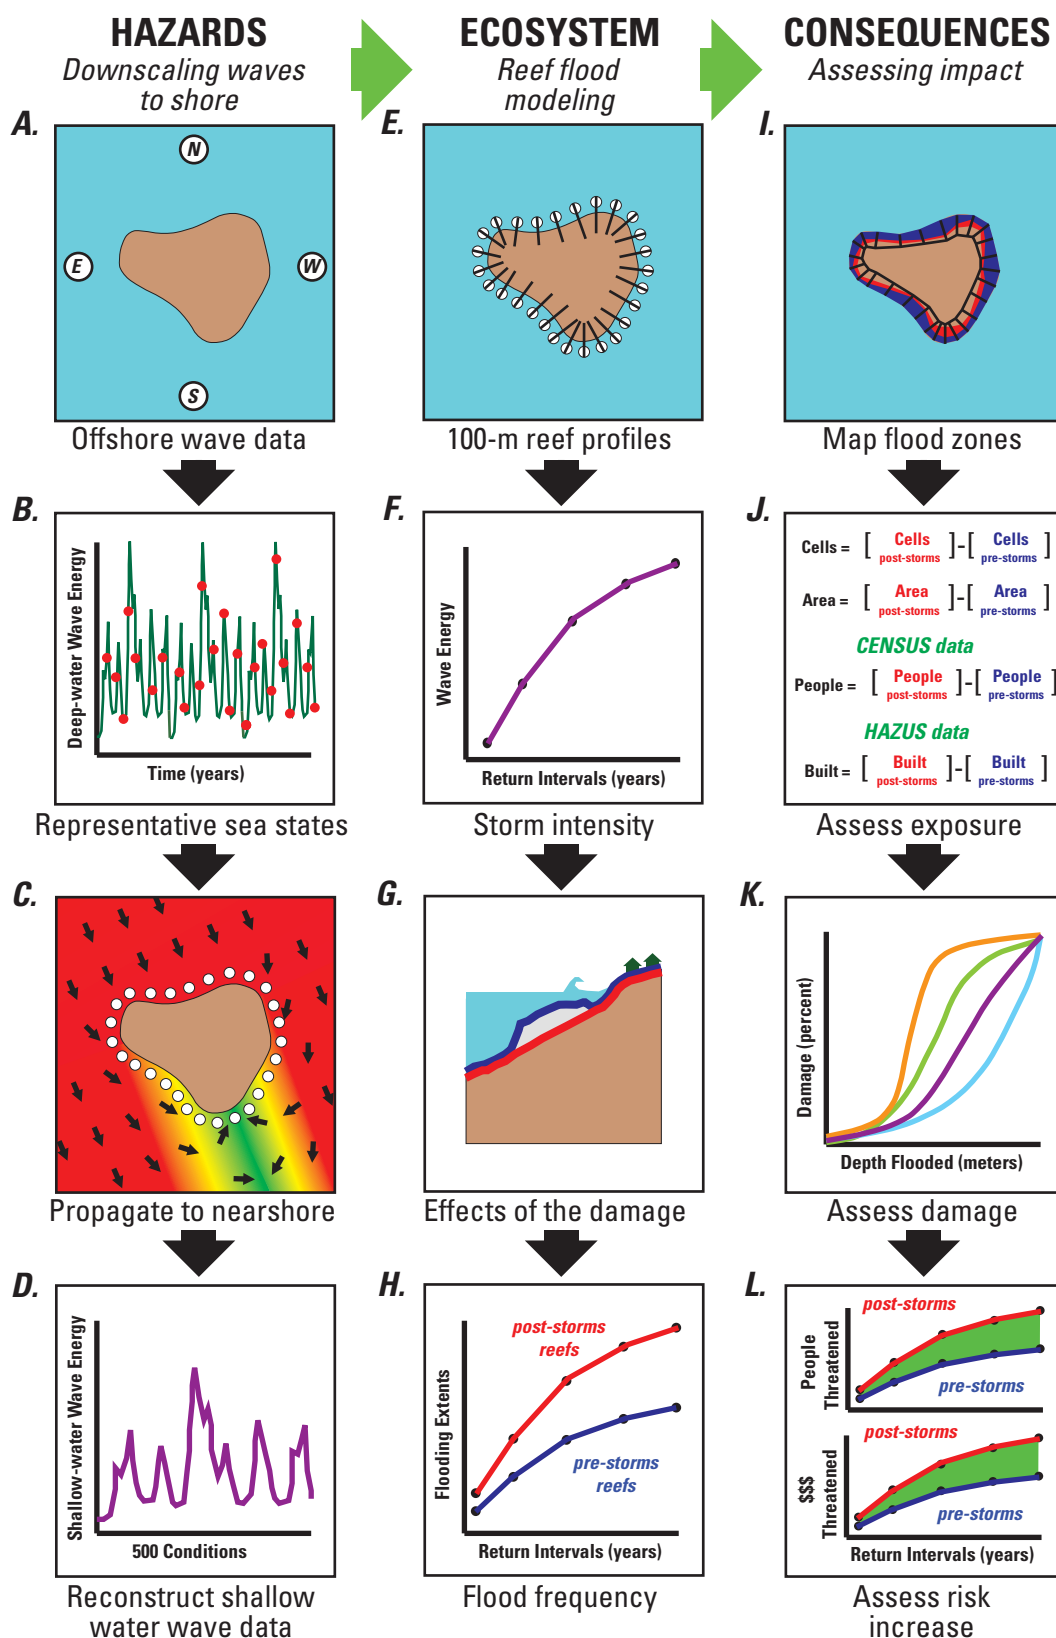 HAZARDS
Downscaling waves
to shore
A.
N
E
W
S
Offshore wave data
B.
Deep-water Wave Energy
Time (years)
Representative sea states
C.
Propagate to nearshore
D.
Shallow-water Wave Energy
500 Conditions
Reconstruct shallow
water wave data
ECOSYSTEM
Reef flood
modeling
E.
100-m reef profiles
F.
Wave Energy
Return Intervals (years)
Storm intensity
G.
Effects of the damage
H.
Flooding Extents
post-storms
reefs
pre-storms
reefs
Return Intervals (years)
Flood frequency
CONSEQUENCES
Assessing impact
I.
Map flood zones
J.
Cells = [ Cells post-storms ]-[ Cells pre-storms ]
Area = [ Area post-storms ]-[ Area pre-storms ]
CENSUS data
People = [ People post-storms ]-[ People pre-storms ]
HAZUS data
Built = [ Built post-storms ]-[ Built pre-storms ]
Assess exposure
K.
Damage (percent)
Depth Flooded (meters)
Assess damage
L.
People
Threatened
post-storms
pre-storms
$$$
Threatened
post-storms
pre-storms
Return Intervals (years)
Assess risk
increase